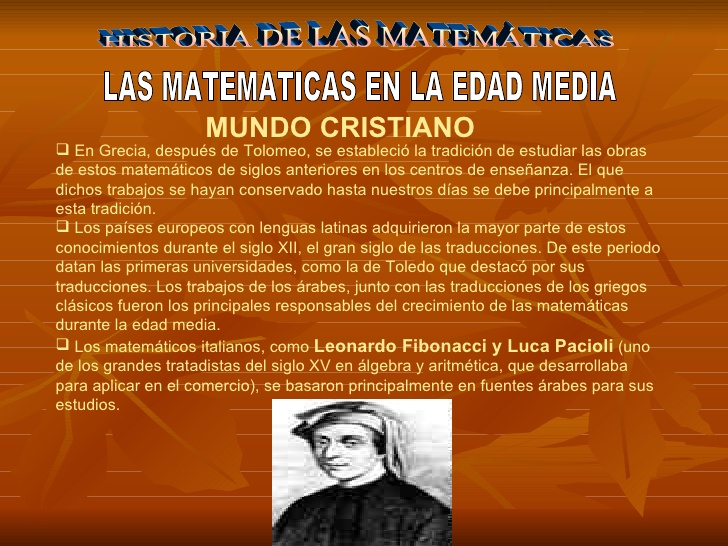 HISTORIA DE LAS MATEMÁTICAS
LAS MATEMATICAS EN LA EDAD MEDIA
MUNDO CRISTIANO
❑ En Grecia, después de Tolomeo, se estableció la tradición de estudiar las obras
de estos matemáticos de siglos anteriores en los centros de enseñanza. El que
dichos trabajos se hayan conservado hasta nuestros días se debe principalmente a
esta tradición.
❑ Los países europeos con lenguas latinas adquirieron la mayor parte de estos
conocimientos durante el siglo XII, el gran siglo de las traducciones. De este periodo
datan las primeras universidades, como la de Toledo que destacó por sus
traducciones. Los trabajos de los árabes, junto con las traducciones de los griegos
clásicos fueron los principales responsables del crecimiento de las matemáticas
durante la edad media.
❑ Los matemáticos italianos, como Leonardo Fibonacci y Luca Pacioli (uno
de los grandes tratadistas del siglo XV en álgebra y aritmética, que desarrollaba
para aplicar en el comercio), se basaron principalmente en fuentes árabes para sus
estudios.